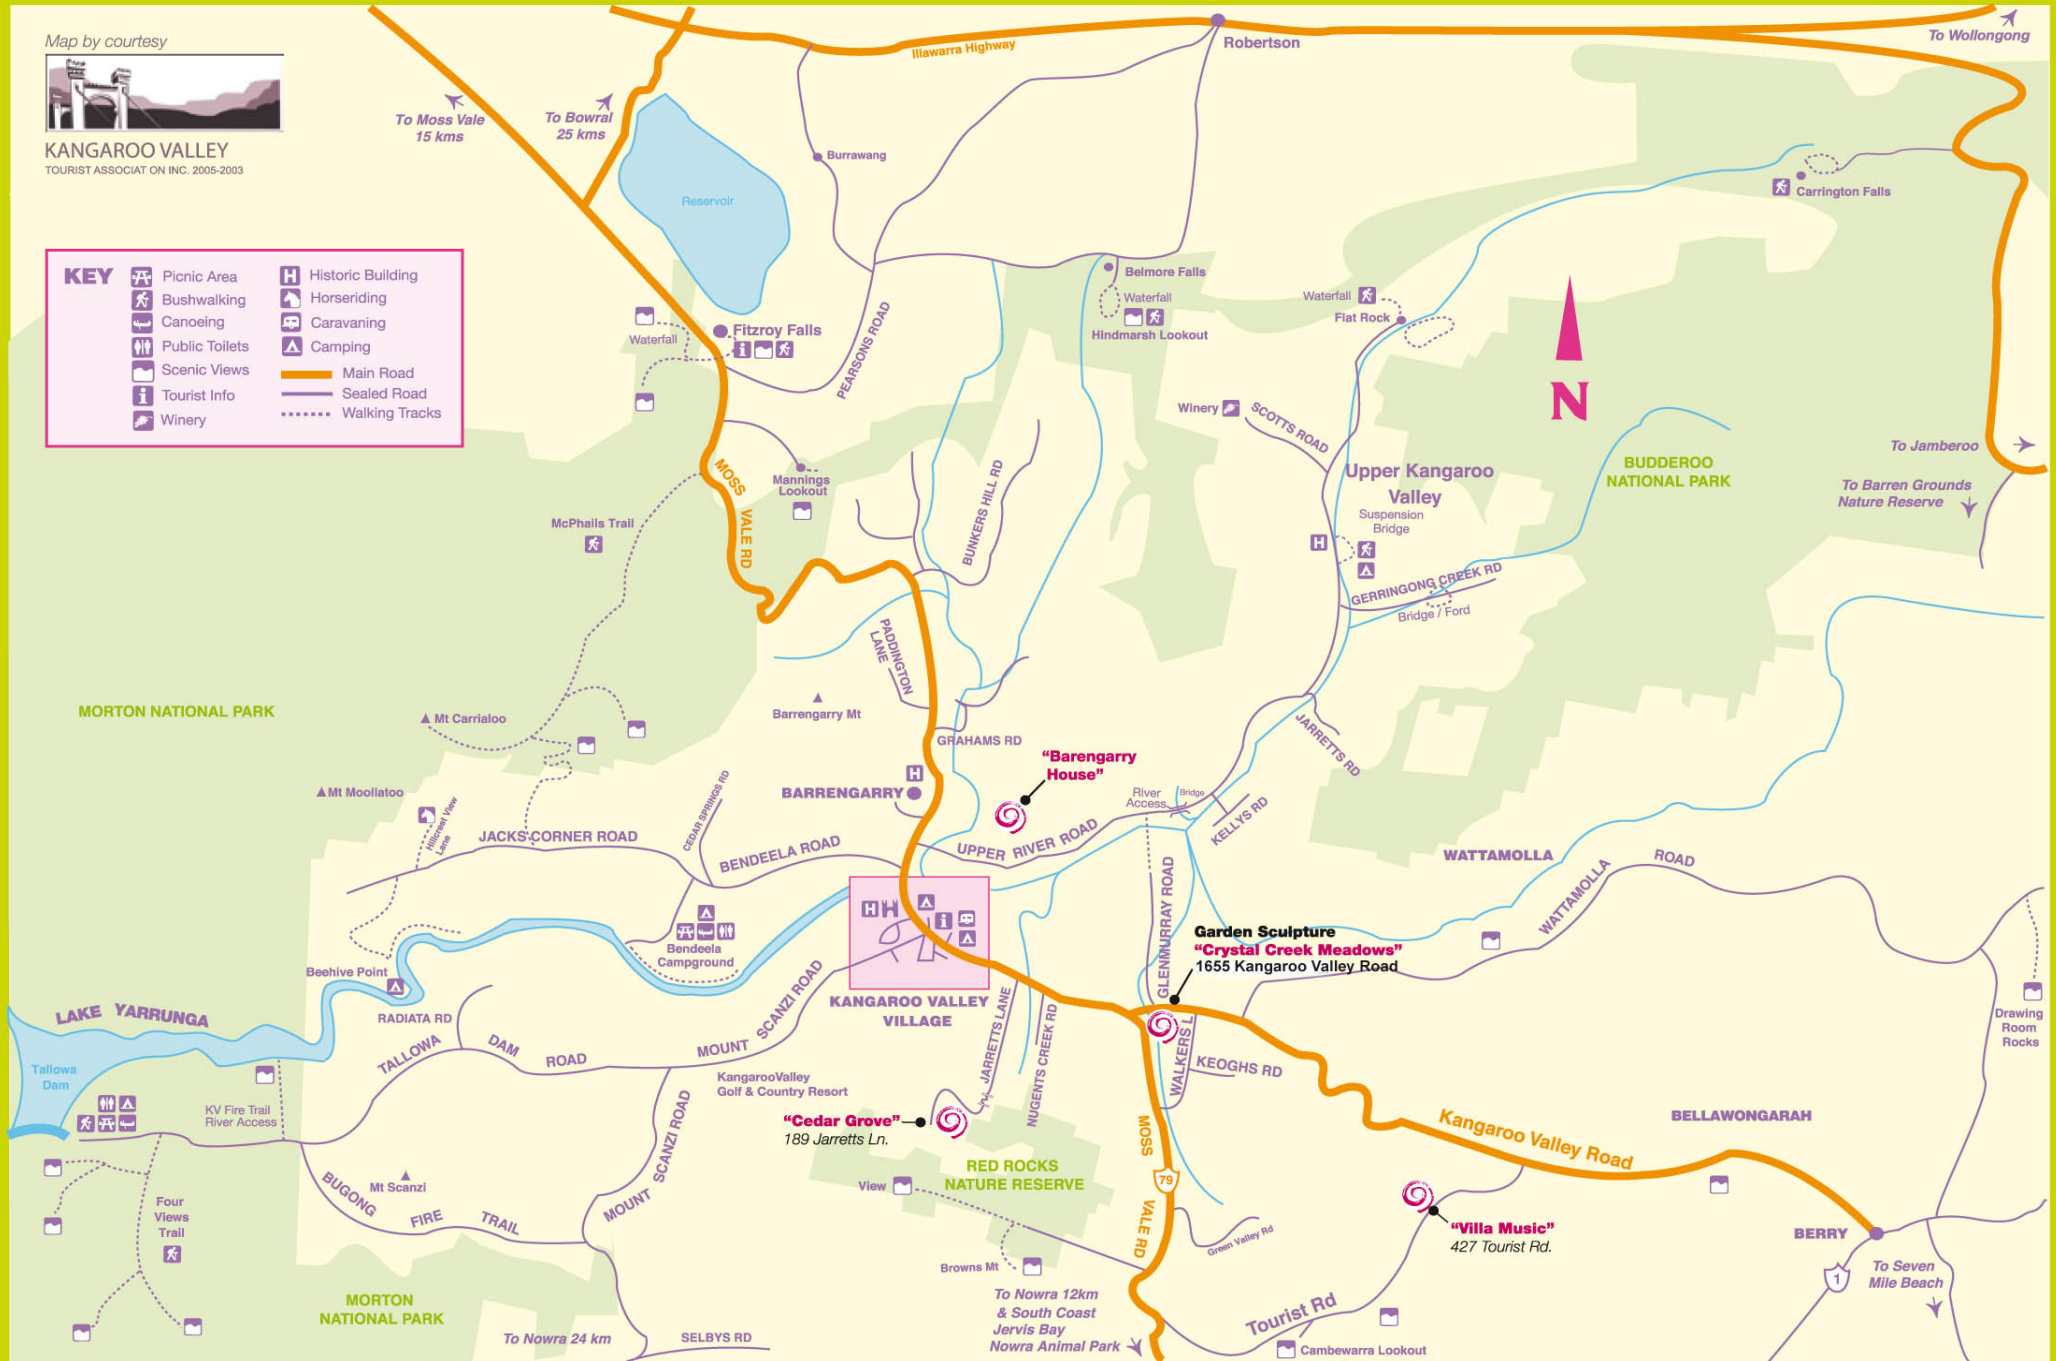 Map by courtesy
KANGAROO VALLEY
TOURIST ASSOCIAT ON INC. 2005-2003
To Moss Vale
15 kms
To Bowral
25 kms
Illawarra Highway
Robertson
To Wollongong
Burrawang
Reservoir
Carrington Falls
KEY
Picnic Area
Bushwalking
Canoeing
Public Toilets
Scenic Views
Tourist Info
Winery
Historic Building
Horseriding
Caravaning
Camping
Main Road
Sealed Road
Walking Tracks
Waterfall
Fitzroy Falls
PEARSONS ROAD
Belmore Falls
Waterfall
Hindmarsh Lookout
Waterfall
Flat Rock
N
Winery
SCOTTS ROAD
Upper Kangaroo
Valley
Suspension
Bridge
BUDDEROO
NATIONAL PARK
To Jamberoo
To Barren Grounds
Nature Reserve
MOSS VALE RD
Mannings
Lookout
McPhails Trail
BUNKERS HILL RD
GERRINGONG CREEK RD
Bridge / Ford
PADDINGTON
LANE
MORTON NATIONAL PARK
Mt Carrialoo
Barrengarry Mt
GRAHAMS RD
JARRETTS RD
“Barengarry
House”
Mt Moollatoo
Hillcrest View
Lane
CEDAR SPRINGS RD
BARRENGARRY
River
Access
Bridge
KELLYS RD
JACKS CORNER ROAD
BENDEELA ROAD
UPPER RIVER ROAD
WATTAMOLLA
WATTAMOLLA ROAD
GLENMURRAY ROAD
Bendeela
Campground
Garden Sculpture
“Crystal Creek Meadows”
1655 Kangaroo Valley Road
Beehive Point
LAKE YARRUNGA
RADIATA RD
KANGAROO VALLEY
VILLAGE
MOUNT SCANZI ROAD
TALLOWA DAM ROAD
JARRETTS LANE
NUGENTS CREEK RD
WALKERS L
KEOGHS RD
Drawing
Room
Rocks
Tallowa
Dam
KV Fire Trail
River Access
KangarooValley
Golf & Country Resort
“Cedar Grove”
189 Jarretts Ln.
MOSS VALE RD
79
Kangaroo Valley Road
BELLAWONGARAH
RED ROCKS
NATURE RESERVE
View
Mt Scanzi
MOUNT SCANZI ROAD
BUGONG FIRE TRAIL
Four
Views
Trail
Green Valley Rd
“Villa Music”
427 Tourist Rd.
BERRY
1
To Seven
Mile Beach
Browns Mt
To Nowra 12km
& South Coast
Jervis Bay
Nowra Animal Park
MORTON
NATIONAL PARK
To Nowra 24 km
SELBYS RD
Tourist Rd
Cambewarra Lookout